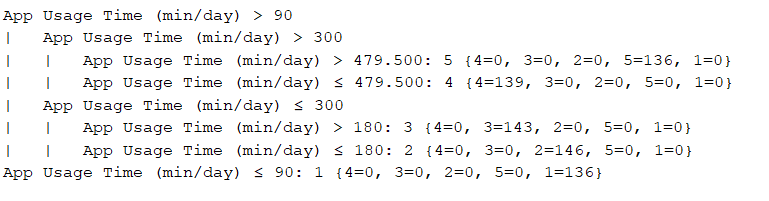 App Usage Time (min/day) > 90
|   App Usage Time (min/day) > 300
|   |   App Usage Time (min/day) > 479.500: 5 {4=0, 3=0, 2=0, 5=136, 1=0}
|   |   App Usage Time (min/day) ≤ 479.500: 4 {4=139, 3=0, 2=0, 5=0, 1=0}
|   App Usage Time (min/day) ≤ 300
|   |   App Usage Time (min/day) > 180: 3 {4=0, 3=143, 2=0, 5=0, 1=0}
|   |   App Usage Time (min/day) ≤ 180: 2 {4=0, 3=0, 2=146, 5=0, 1=0}
App Usage Time (min/day) ≤ 90: 1 {4=0, 3=0, 2=0, 5=0, 1=136}